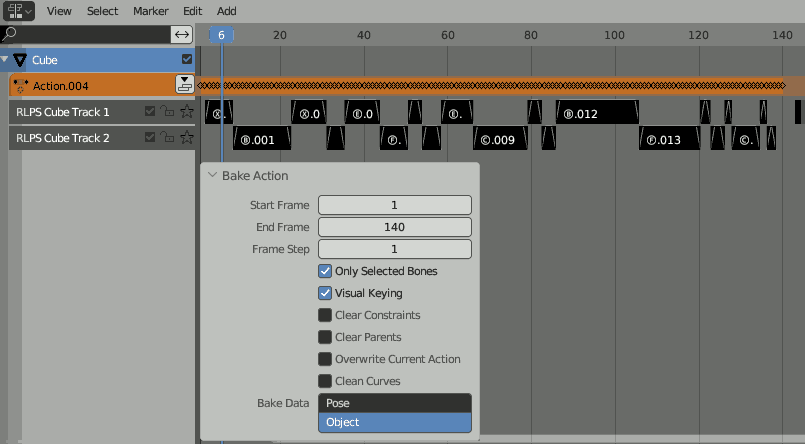 View Select Marker Edit Add
6 20 40 60 80 100 120 140
Cube
Action.004
RLPS Cube Track 1
Ⓧ. Ⓧ.0 Ⓔ.0 Ⓔ. Ⓑ.012
RLPS Cube Track 2
Ⓑ.001 Ⓕ. Ⓒ.009 Ⓕ.013 Ⓒ.
Bake Action
Start Frame 1
End Frame 140
Frame Step 1
Only Selected Bones
Visual Keying
Clear Constraints
Clear Parents
Overwrite Current Action
Clean Curves
Bake Data Pose
Object